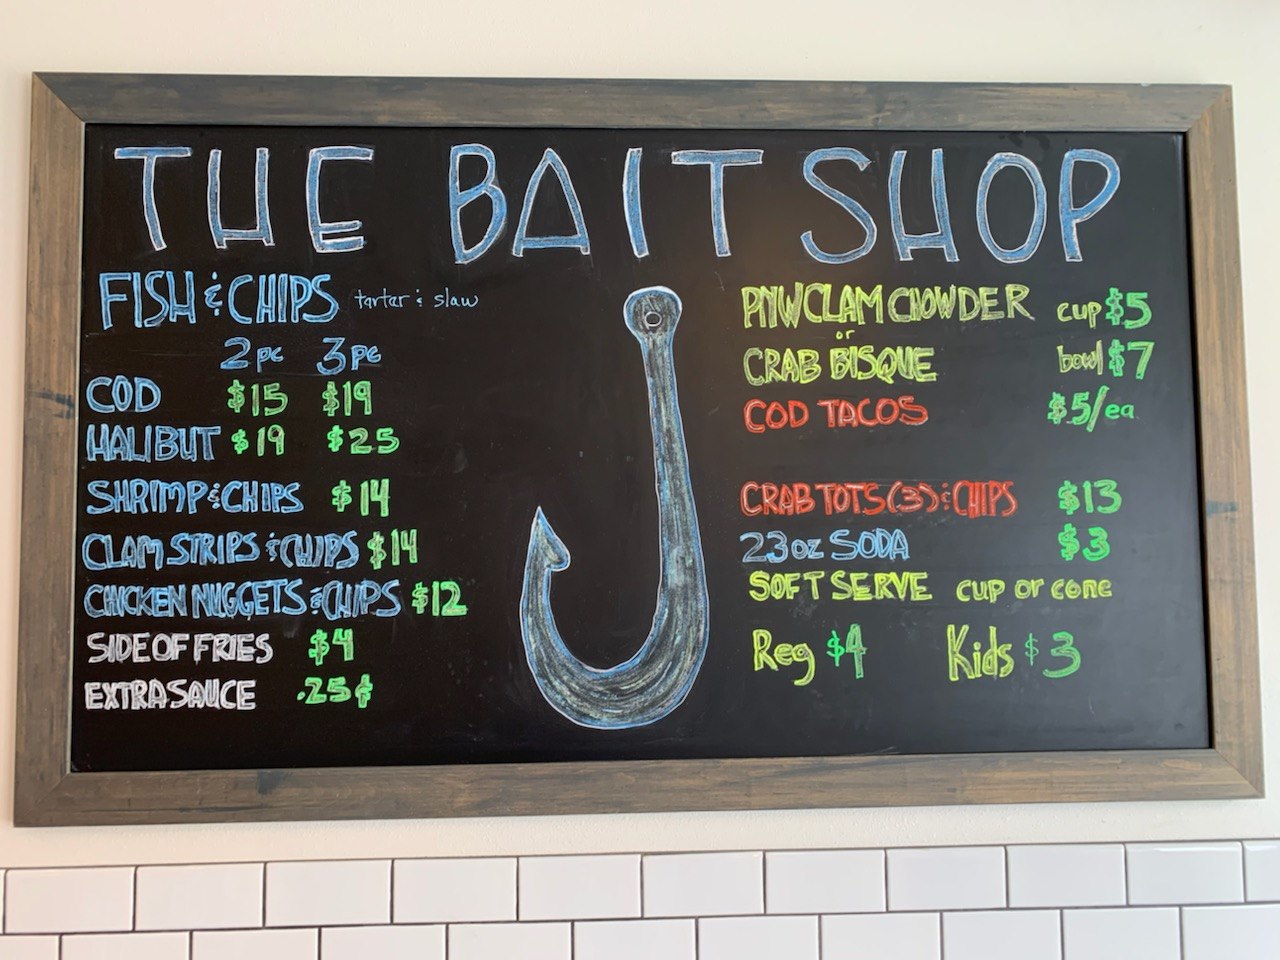 THE BAIT SHOP
FISH & CHIPS tartar & slaw
2pc 3pc
COD $15 $19
HALIBUT $19 $25
SHRIMP & CHIPS $14
CLAM STRIPS & CHIPS $14
CHICKEN NUGGETS & CHIPS $12
SIDE OF FRIES $4
EXTRA SAUCE .25¢
PNW CLAM CHOWDER cup $5
or
CRAB BISQUE bowl $7
COD TACOS $5/ea
CRAB TOTS (3) & CHIPS $13
23oz SODA $3
SOFT SERVE cup or cone
Reg $4 Kids $3